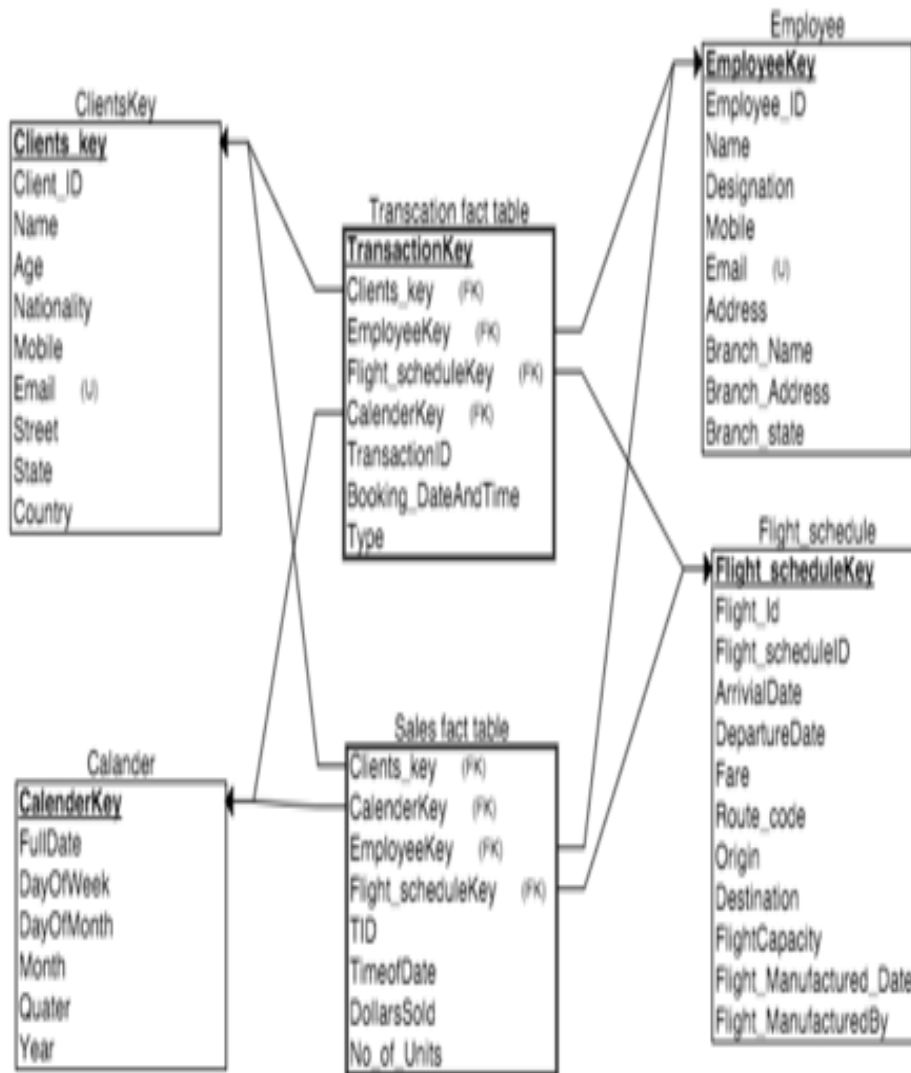 ClientsKey
Clients_key
Client_ID
Name
Age
Nationality
Mobile
Email (U)
Street
State
Country
Transcation fact table
TransactionKey
Clients_key (FK)
EmployeeKey (FK)
Flight_scheduleKey (FK)
CalenderKey (FK)
TransactionID
Booking_DateAndTime
Type
Employee
EmployeeKey
Employee_ID
Name
Designation
Mobile
Email (U)
Address
Branch_Name
Branch_Address
Branch_state
Calander
CalenderKey
FullDate
DayOfWeek
DayOfMonth
Month
Quater
Year
Sales fact table
Clients_key (FK)
CalenderKey (FK)
EmployeeKey (FK)
Flight_scheduleKey (FK)
TID
TimeofDate
DollarsSold
No_of_Units
Flight_schedule
Flight_scheduleKey
Flight_Id
Flight_scheduleID
ArrivialDate
DepartureDate
Fare
Route_code
Origin
Destination
FlightCapacity
Flight_Manufactured_Date
Flight_ManufacturedBy